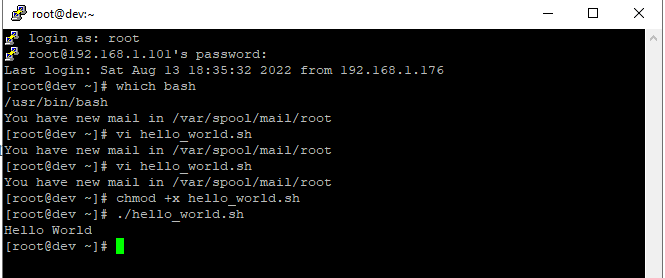 root@dev:~
login as: root
root@192.168.1.101's password:
Last login: Sat Aug 13 18:35:32 2022 from 192.168.1.176
[root@dev ~]# which bash
/usr/bin/bash
You have new mail in /var/spool/mail/root
[root@dev ~]# vi hello_world.sh
You have new mail in /var/spool/mail/root
[root@dev ~]# vi hello_world.sh
You have new mail in /var/spool/mail/root
[root@dev ~]# chmod +x hello_world.sh
[root@dev ~]# ./hello_world.sh
Hello World
[root@dev ~]#